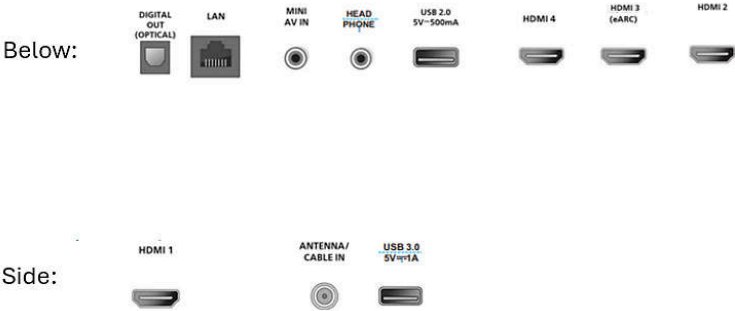 DIGITAL
OUT
(OPTICAL)
LAN
MINI
AV IN
HEAD
PHONE
USB 2.0
5V⎓500mA
HDMI 4
HDMI 3
(eARC)
HDMI 2
Below:
HDMI 1
ANTENNA/
CABLE IN
USB 3.0
5V⎓1A
Side: